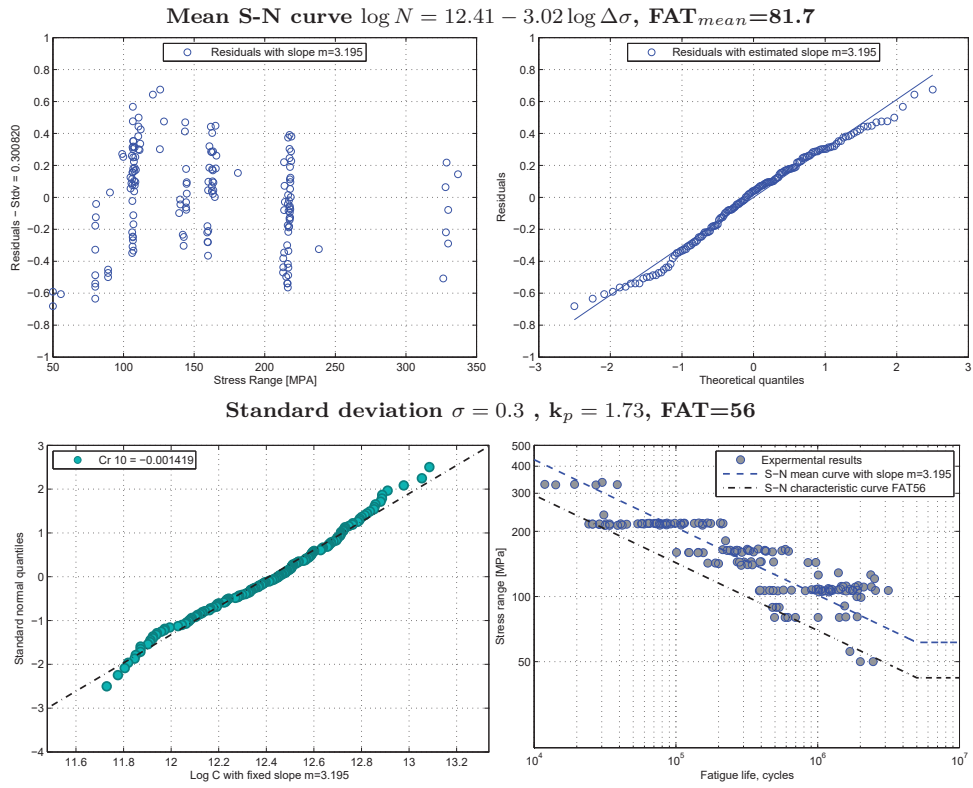 Mean S-N curve log N = 12.41 − 3.02 log Δσ, FATmean=81.7
Residuals with slope m=3.195
1
0.8
0.6
0.4
0.2
0
−0.2
−0.4
−0.6
−0.8
−1
Residuals − Stdv = 0.300820
50 100 150 200 250 300 350
Stress Range [MPA]
Residuals with estimated slope m=3.195
1
0.8
0.6
0.4
0.2
0
−0.2
−0.4
−0.6
−0.8
−1
Residuals
−3 −2 −1 0 1 2 3
Theoretical quantiles
Standard deviation σ = 0.3 , kp = 1.73, FAT=56
Cr 10 = −0.001419
3
2
1
0
−1
−2
−3
−4
Standard normal quantiles
11.6 11.8 12 12.2 12.4 12.6 12.8 13 13.2
Log C with fixed slope m=3.195
Expermental results
S−N mean curve with slope m=3.195
S−N characteristic curve FAT56
500
400
300
200
100
50
Stress range [MPa]
10^4 10^5 10^6 10^7
Fatigue life, cycles